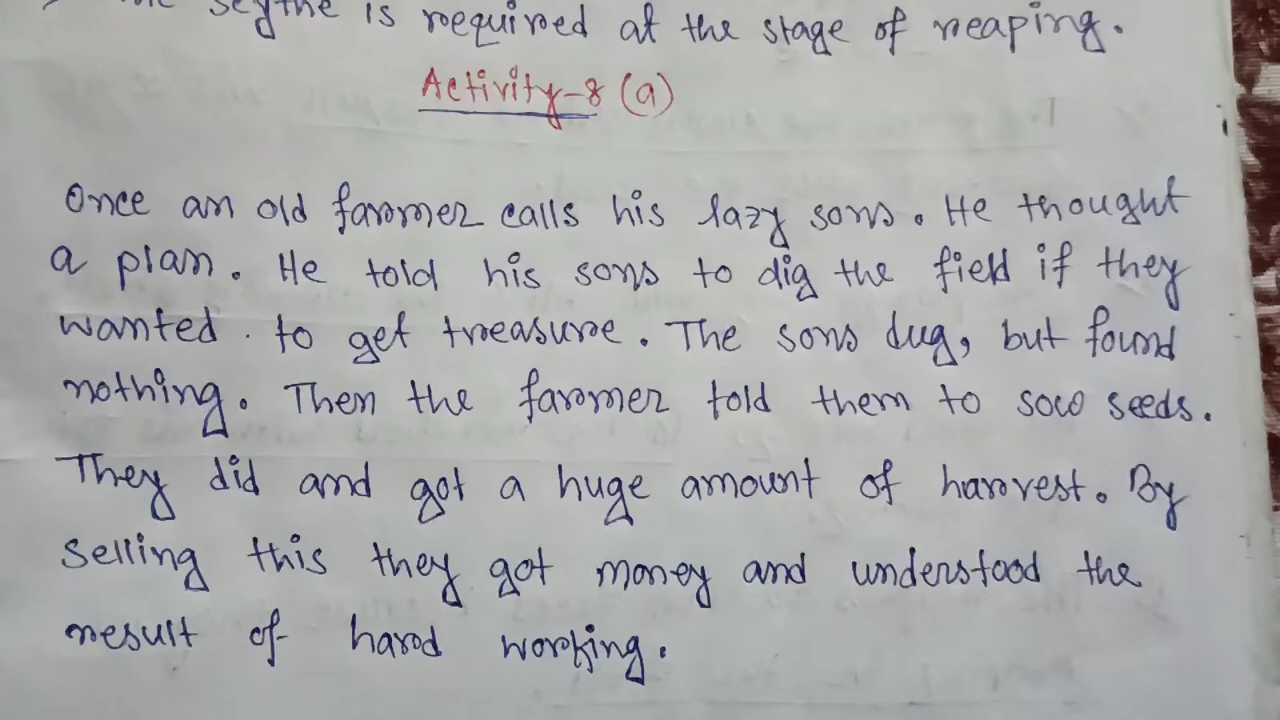 The scythe is required at the stage of reaping.
Activity-8 (a)
Once an old farmer calls his lazy sons. He thought
a plan. He told his sons to dig the field if they
wanted to get treasure. The sons dug, but found
nothing. Then the farmer told them to sow seeds.
They did and got a huge amount of harvest. By
selling this they got money and understood the
result of hard working.